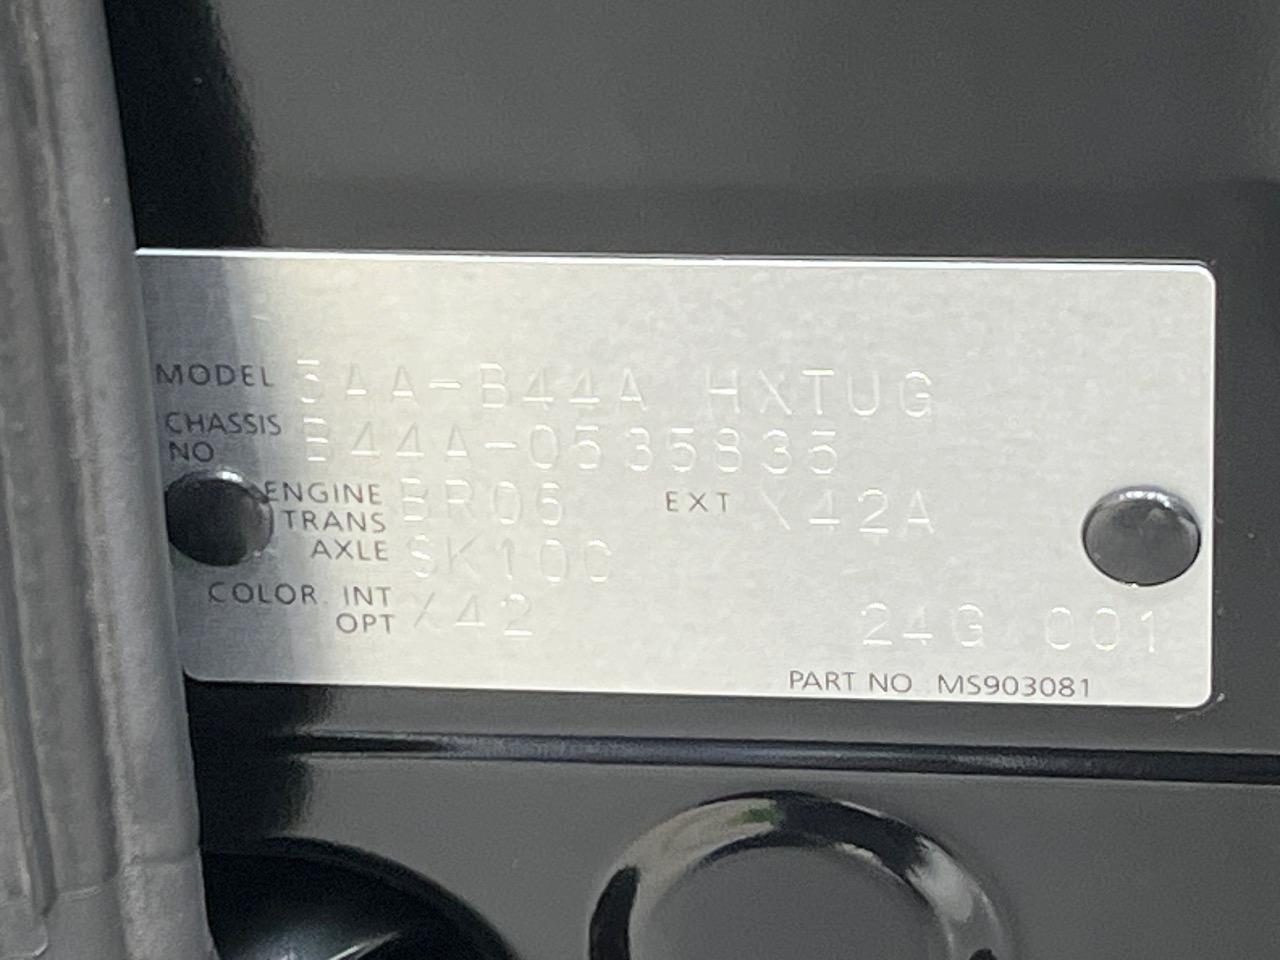 MODEL 5AA-B44A HXTUG
CHASSIS NO B44A-0535835
ENGINE BR06 EXT X42A
TRANS AXLE SK10C
COLOR INT X42
OPT 24G 001
PART NO MS903081